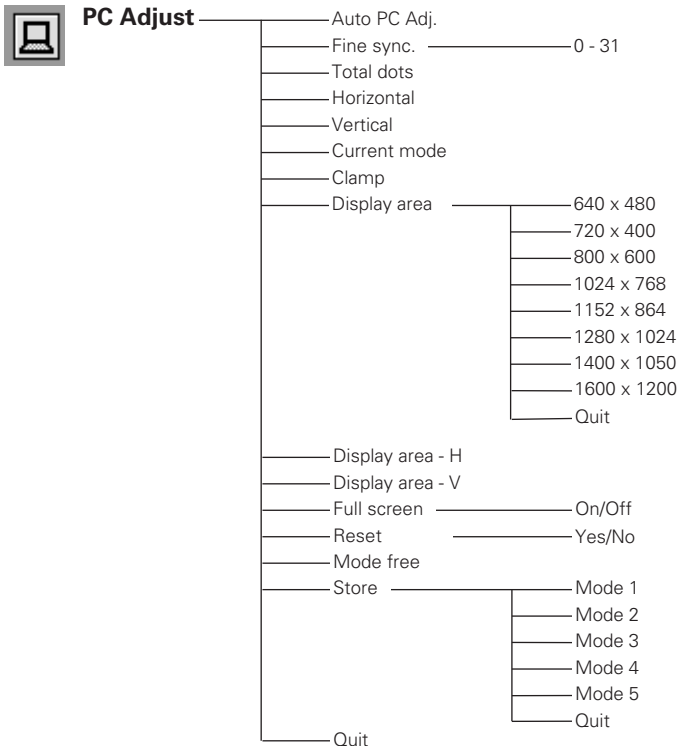 PC Adjust
Auto PC Adj.
Fine sync. 0 - 31
Total dots
Horizontal
Vertical
Current mode
Clamp
Display area 640 x 480
720 x 400
800 x 600
1024 x 768
1152 x 864
1280 x 1024
1400 x 1050
1600 x 1200
Quit
Display area - H
Display area - V
Full screen On/Off
Reset Yes/No
Mode free
Store Mode 1
Mode 2
Mode 3
Mode 4
Mode 5
Quit
Quit